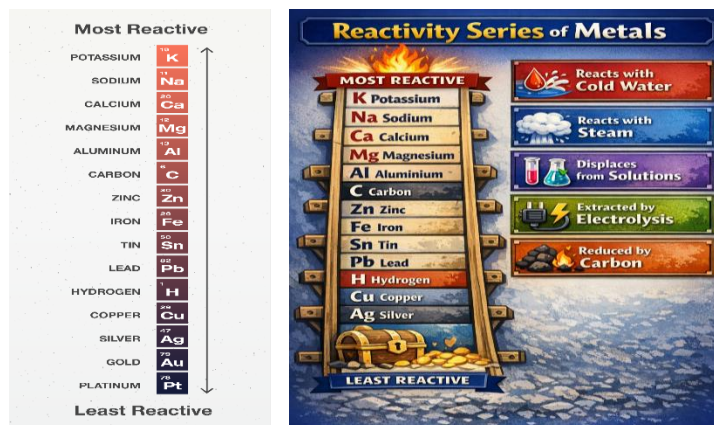 Most Reactive
POTASSIUM 19 K
SODIUM 11 Na
CALCIUM 20 Ca
MAGNESIUM 12 Mg
ALUMINUM 13 Al
CARBON 6 C
ZINC 30 Zn
IRON 26 Fe
TIN 50 Sn
LEAD 82 Pb
HYDROGEN 1 H
COPPER 29 Cu
SILVER 47 Ag
GOLD 79 Au
PLATINUM 78 Pt
Least Reactive
Reactivity Series of Metals
MOST REACTIVE
K Potassium
Na Sodium
Ca Calcium
Mg Magnesium
Al Aluminium
C Carbon
Zn Zinc
Fe Iron
Sn Tin
Pb Lead
H Hydrogen
Cu Copper
Ag Silver
LEAST REACTIVE
Reacts with
Cold Water
Reacts with
Steam
Displaces
from Solutions
Extracted by
Electrolysis
Reduced by
Carbon